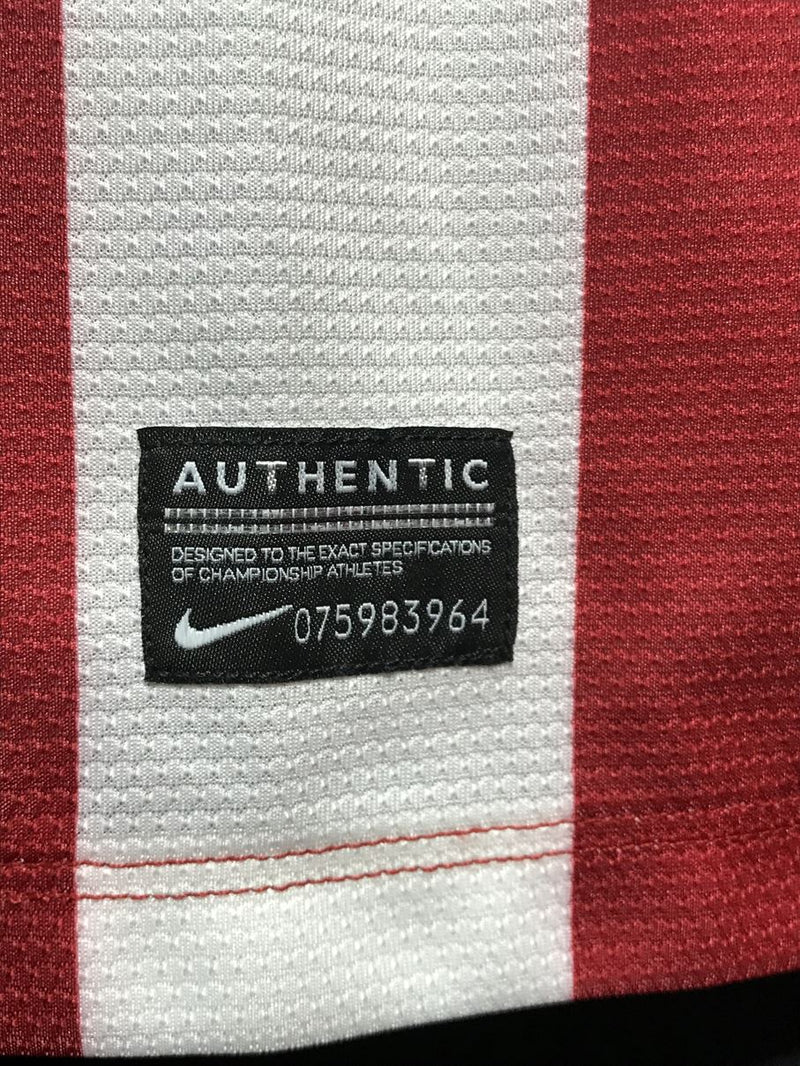 AUTHENTIC
DESIGNED TO THE EXACT SPECIFICATIONS
OF CHAMPIONSHIP ATHLETES
075983964